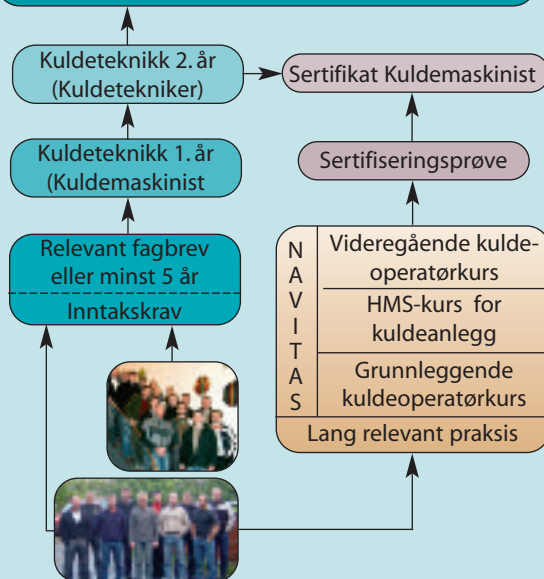 Kuldeteknikk 2. år
(Kuldetekniker)
Sertifikat Kuldemaskinist
Kuldeteknikk 1. år
(Kuldemaskinist
Sertifiseringsprøve
Relevant fagbrev
eller minst 5 år
Inntakskrav
NAVITAS
Videregående kulde-
operatørkurs
HMS-kurs for
kuldeanlegg
Grunnleggende
kuldeoperatørkurs
Lang relevant praksis